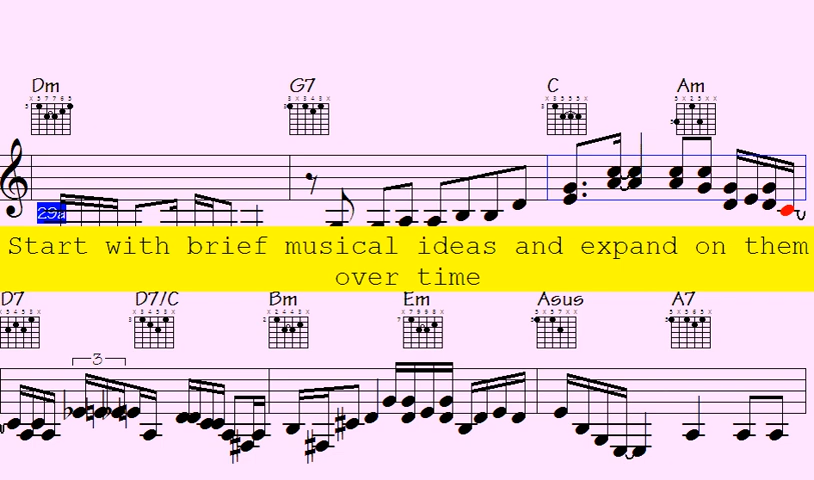 Dm G7 C Am
29a
Start with brief musical ideas and expand on them
over time
D7 D7/C Bm Em Asus A7
3